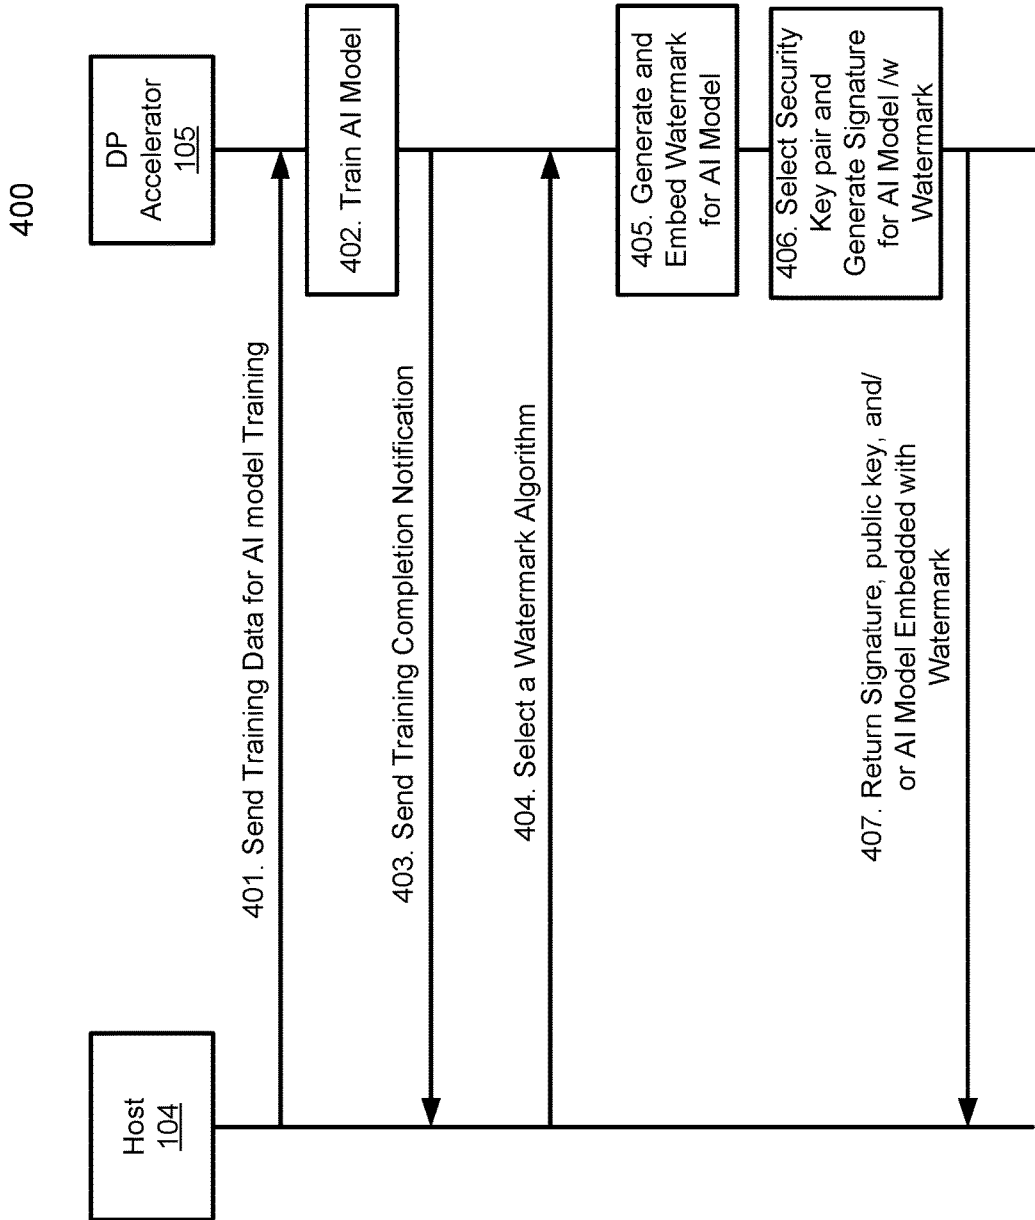 400
Host
104
DP
Accelerator
105
401. Send Training Data for AI model Training
402. Train AI Model
403. Send Training Completion Notification
404. Select a Watermark Algorithm
405. Generate and
Embed Watermark
for AI Model
406. Select Security
Key pair and
Generate Signature
for AI Model /w
Watermark
407. Return Signature, public key, and/
or AI Model Embedded with
Watermark